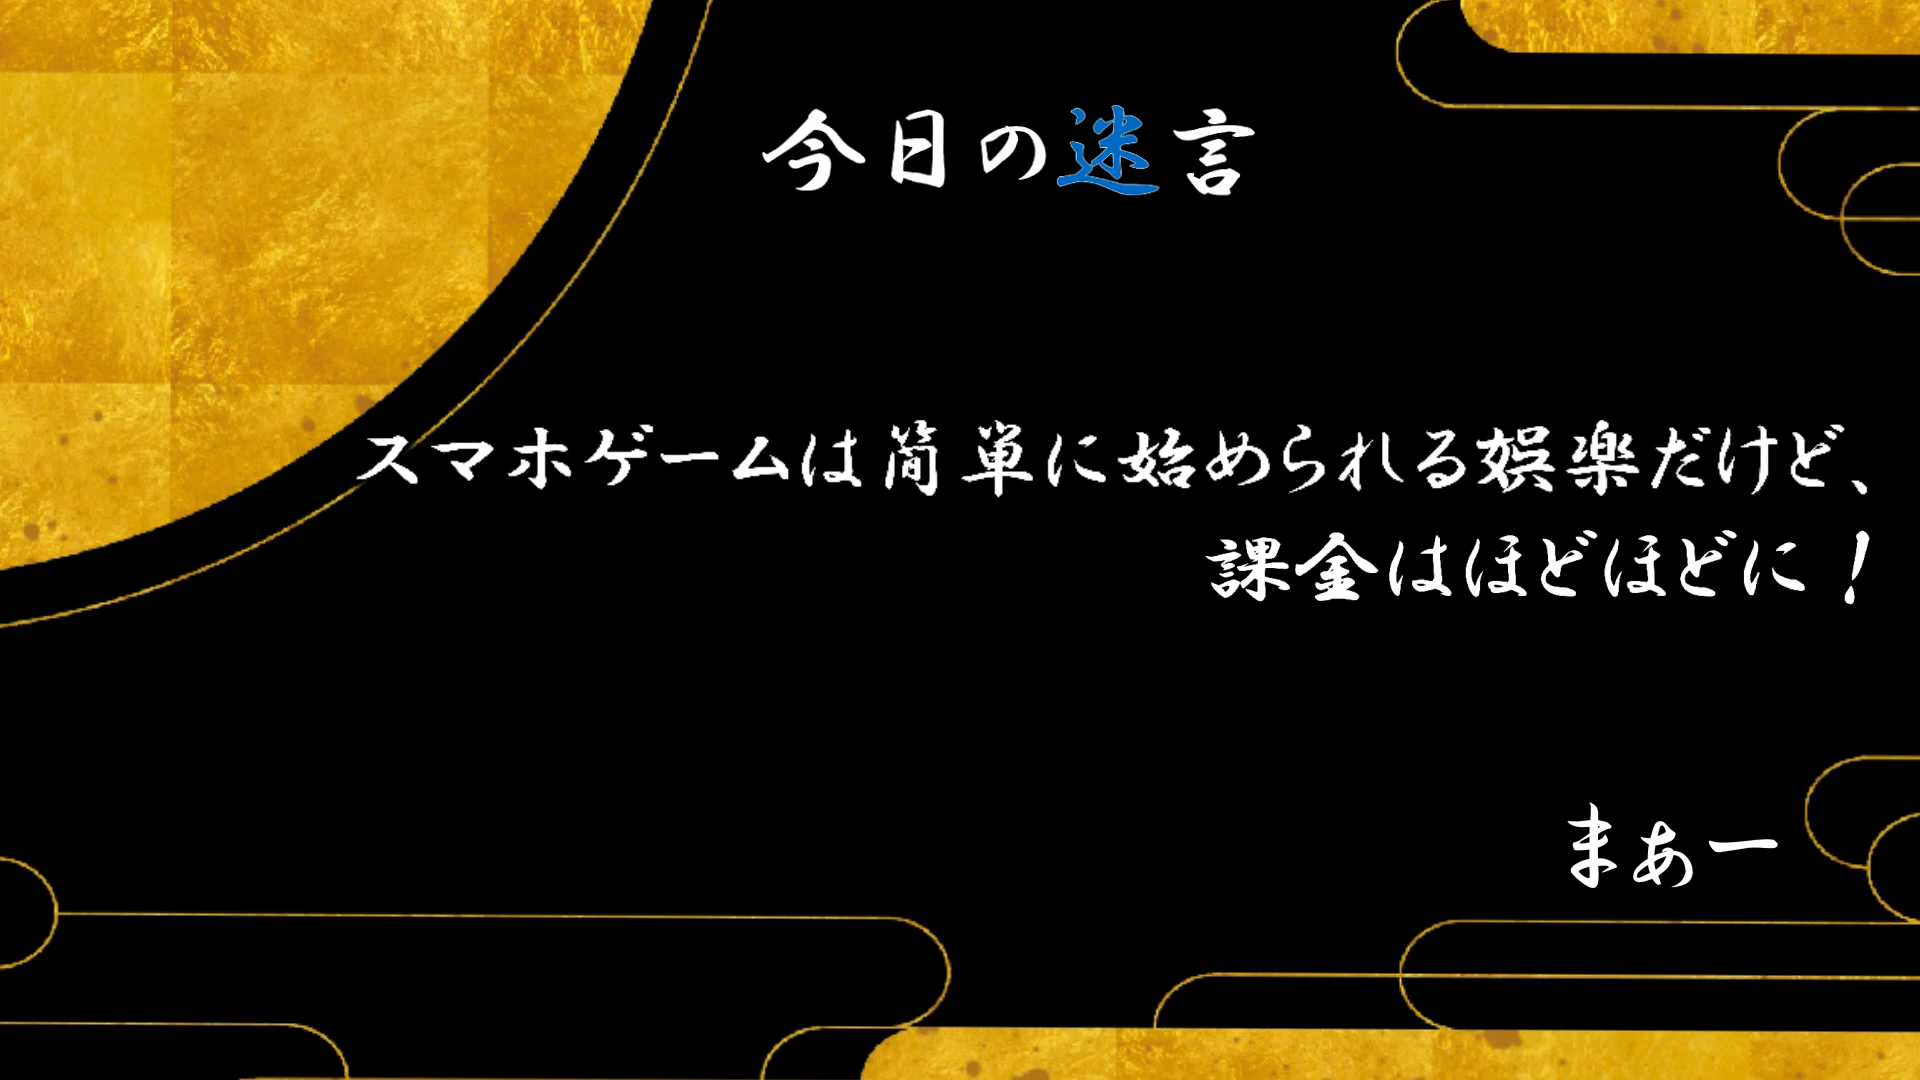 今日の迷言
スマホゲームは簡単に始められる娯楽だけど、
課金はほどほどに！
まぁー